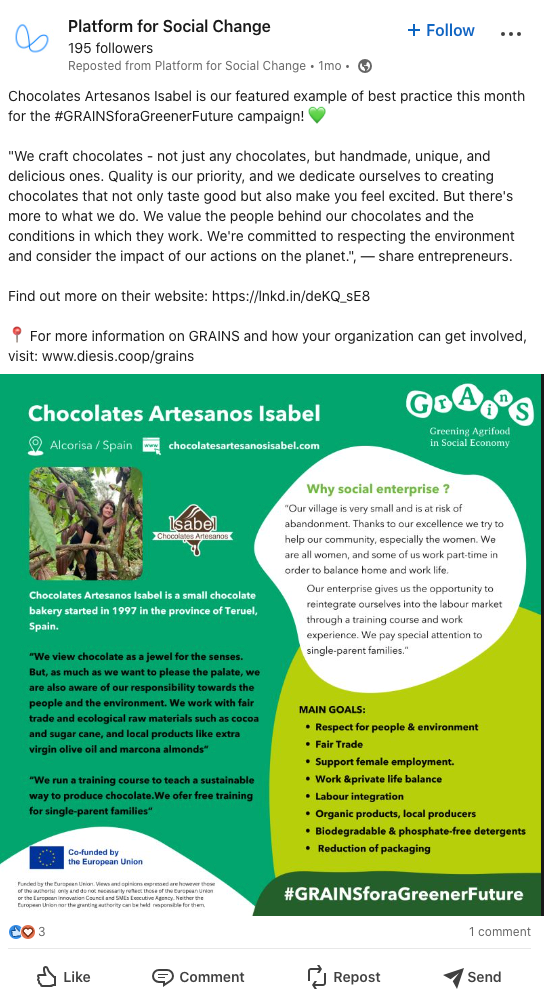 Platform for Social Change
195 followers
Reposted from Platform for Social Change • 1mo •
+ Follow
Chocolates Artesanos Isabel is our featured example of best practice this month
for the #GRAINSforaGreenerFuture campaign! 💚
"We craft chocolates - not just any chocolates, but handmade, unique, and
delicious ones. Quality is our priority, and we dedicate ourselves to creating
chocolates that not only taste good but also make you feel excited. But there's
more to what we do. We value the people behind our chocolates and the
conditions in which they work. We're committed to respecting the environment
and consider the impact of our actions on the planet.", — share entrepreneurs.
Find out more on their website: https://lnkd.in/deKQ_sE8
📍 For more information on GRAINS and how your organization can get involved,
visit: www.diesis.coop/grains
Chocolates Artesanos Isabel
Alcorisa / Spain
www.
chocolatesartesanosisabel.com
GrAinS
Greening Agrifood
in Social Economy
Isabel
Chocolates Artesanos
Chocolates Artesanos Isabel is a small chocolate
bakery started in 1997 in the province of Teruel,
Spain.
"We view chocolate as a jewel for the senses.
But, as much as we want to please the palate, we
are also aware of our responsibility towards the
people and the environment. We work with fair
trade and ecological raw materials such as cocoa
and sugar cane, and local products like extra
virgin olive oil and marcona almonds"
"We run a training course to teach a sustainable
way to produce chocolate.We ofer free training
for single-parent families"
Why social enterprise ?
"Our village is very small and is at risk of
abandonment. Thanks to our excellence we try to
help our community, especially the women. We
are all women, and some of us work part-time in
order to balance home and work life.
Our enterprise gives us the opportunity to
reintegrate ourselves into the labour market
through a training course and work
experience. We pay special attention to
single-parent families."
MAIN GOALS:
• Respect for people & environment
• Fair Trade
• Support female employment.
• Work &private life balance
• Labour integration
• Organic products, local producers
• Biodegradable & phosphate-free detergents
• Reduction of packaging
Co-funded by
the European Union
Funded by the European Union. Views and opinions expressed are however those
of the author(s) only and do not necessarily reflect those of the European Union
or the European Innovation Council and SMEs Executive Agency. Neither the
European Union nor the granting authority can be held responsible for them.
#GRAINSforaGreenerFuture
3
1 comment
Like
Comment
Repost
Send